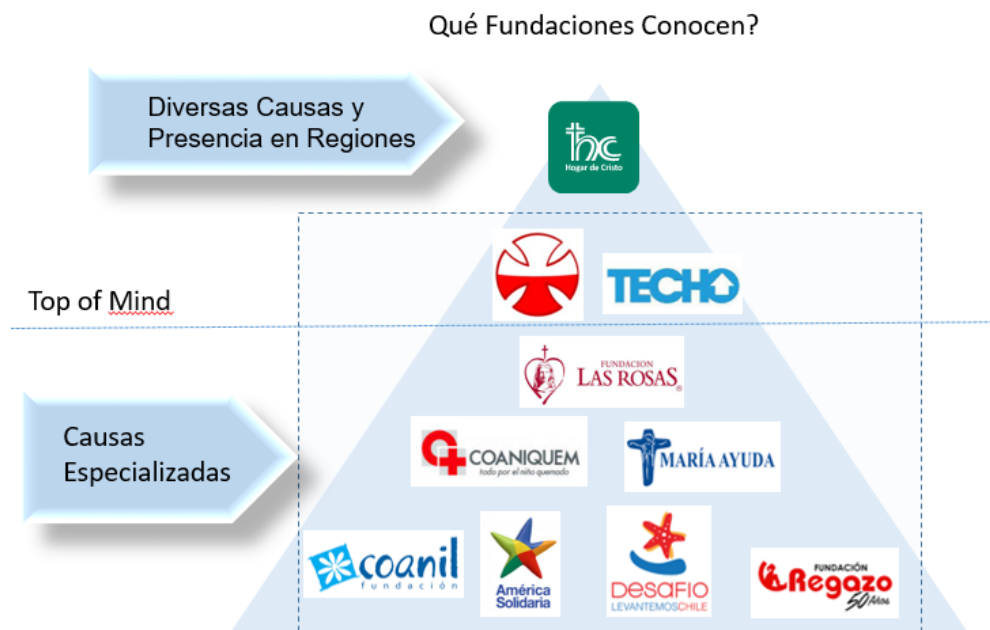 Qué Fundaciones Conocen?
Diversas Causas y
Presencia en Regiones
thc
Hogar de Cristo
TECHO
Top of Mind
FUNDACION
LAS ROSAS®
Causas
Especializadas
COANIQUEM
todo por el niño quemado
MARÍA AYUDA
coanil
fundación
América
Solidaria
DESAFIO
LEVANTEMOSCHILE
FUNDACIÓN
Regazo
50 Años